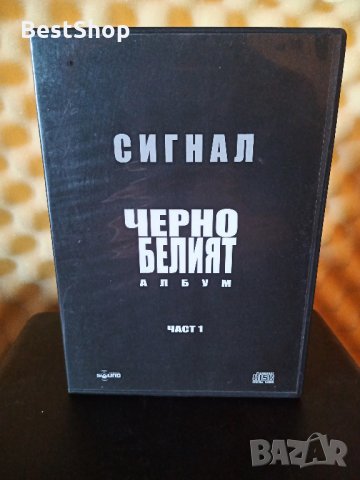 BestShop
СИГНАЛ
ЧЕРНО
БЕЛИЯТ
АЛБУМ
ЧАСТ 1
BAZAR